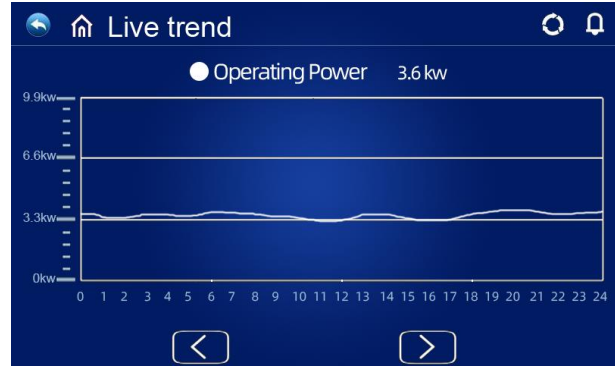 Live trend
Operating Power 3.6 kw
9.9kw
6.6kw
3.3kw
0kw
0 1 2 3 4 5 6 7 8 9 10 11 12 13 14 15 16 17 18 19 20 21 22 23 24